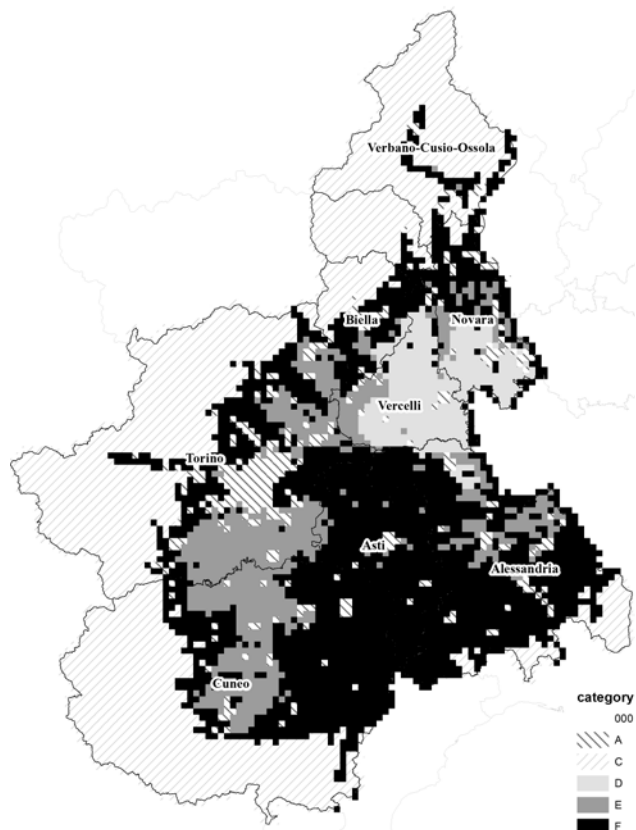 Verbano-Cusio-Ossola
Biella
Novara
Vercelli
Torino
Asti
Alessandria
Cuneo
category
000
A
C
D
E
F